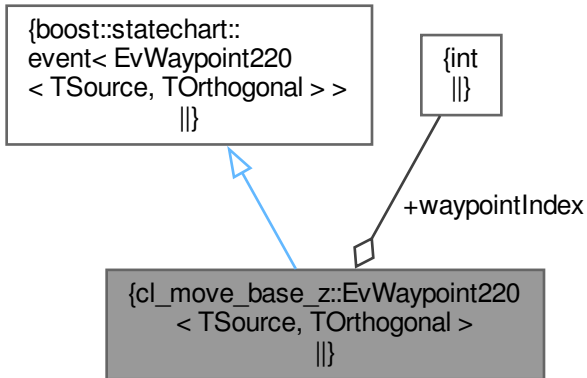 {boost::statechart::
event< EvWaypoint220
< TSource, TOrthogonal > >
||}
{int
||}
+waypointIndex
{cl_move_base_z::EvWaypoint220
< TSource, TOrthogonal >
||}